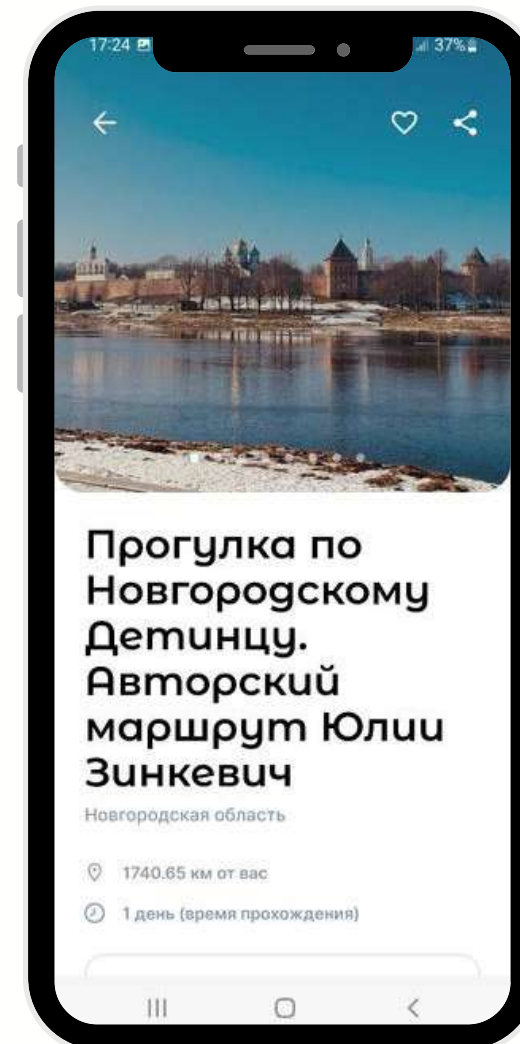 17:24
37%
Прогулка по
Новгородскому
Детинцу.
Авторский
маршрут Юлии
Зинкевич
Новгородская область
1740.65 км от вас
1 день (время прохождения)